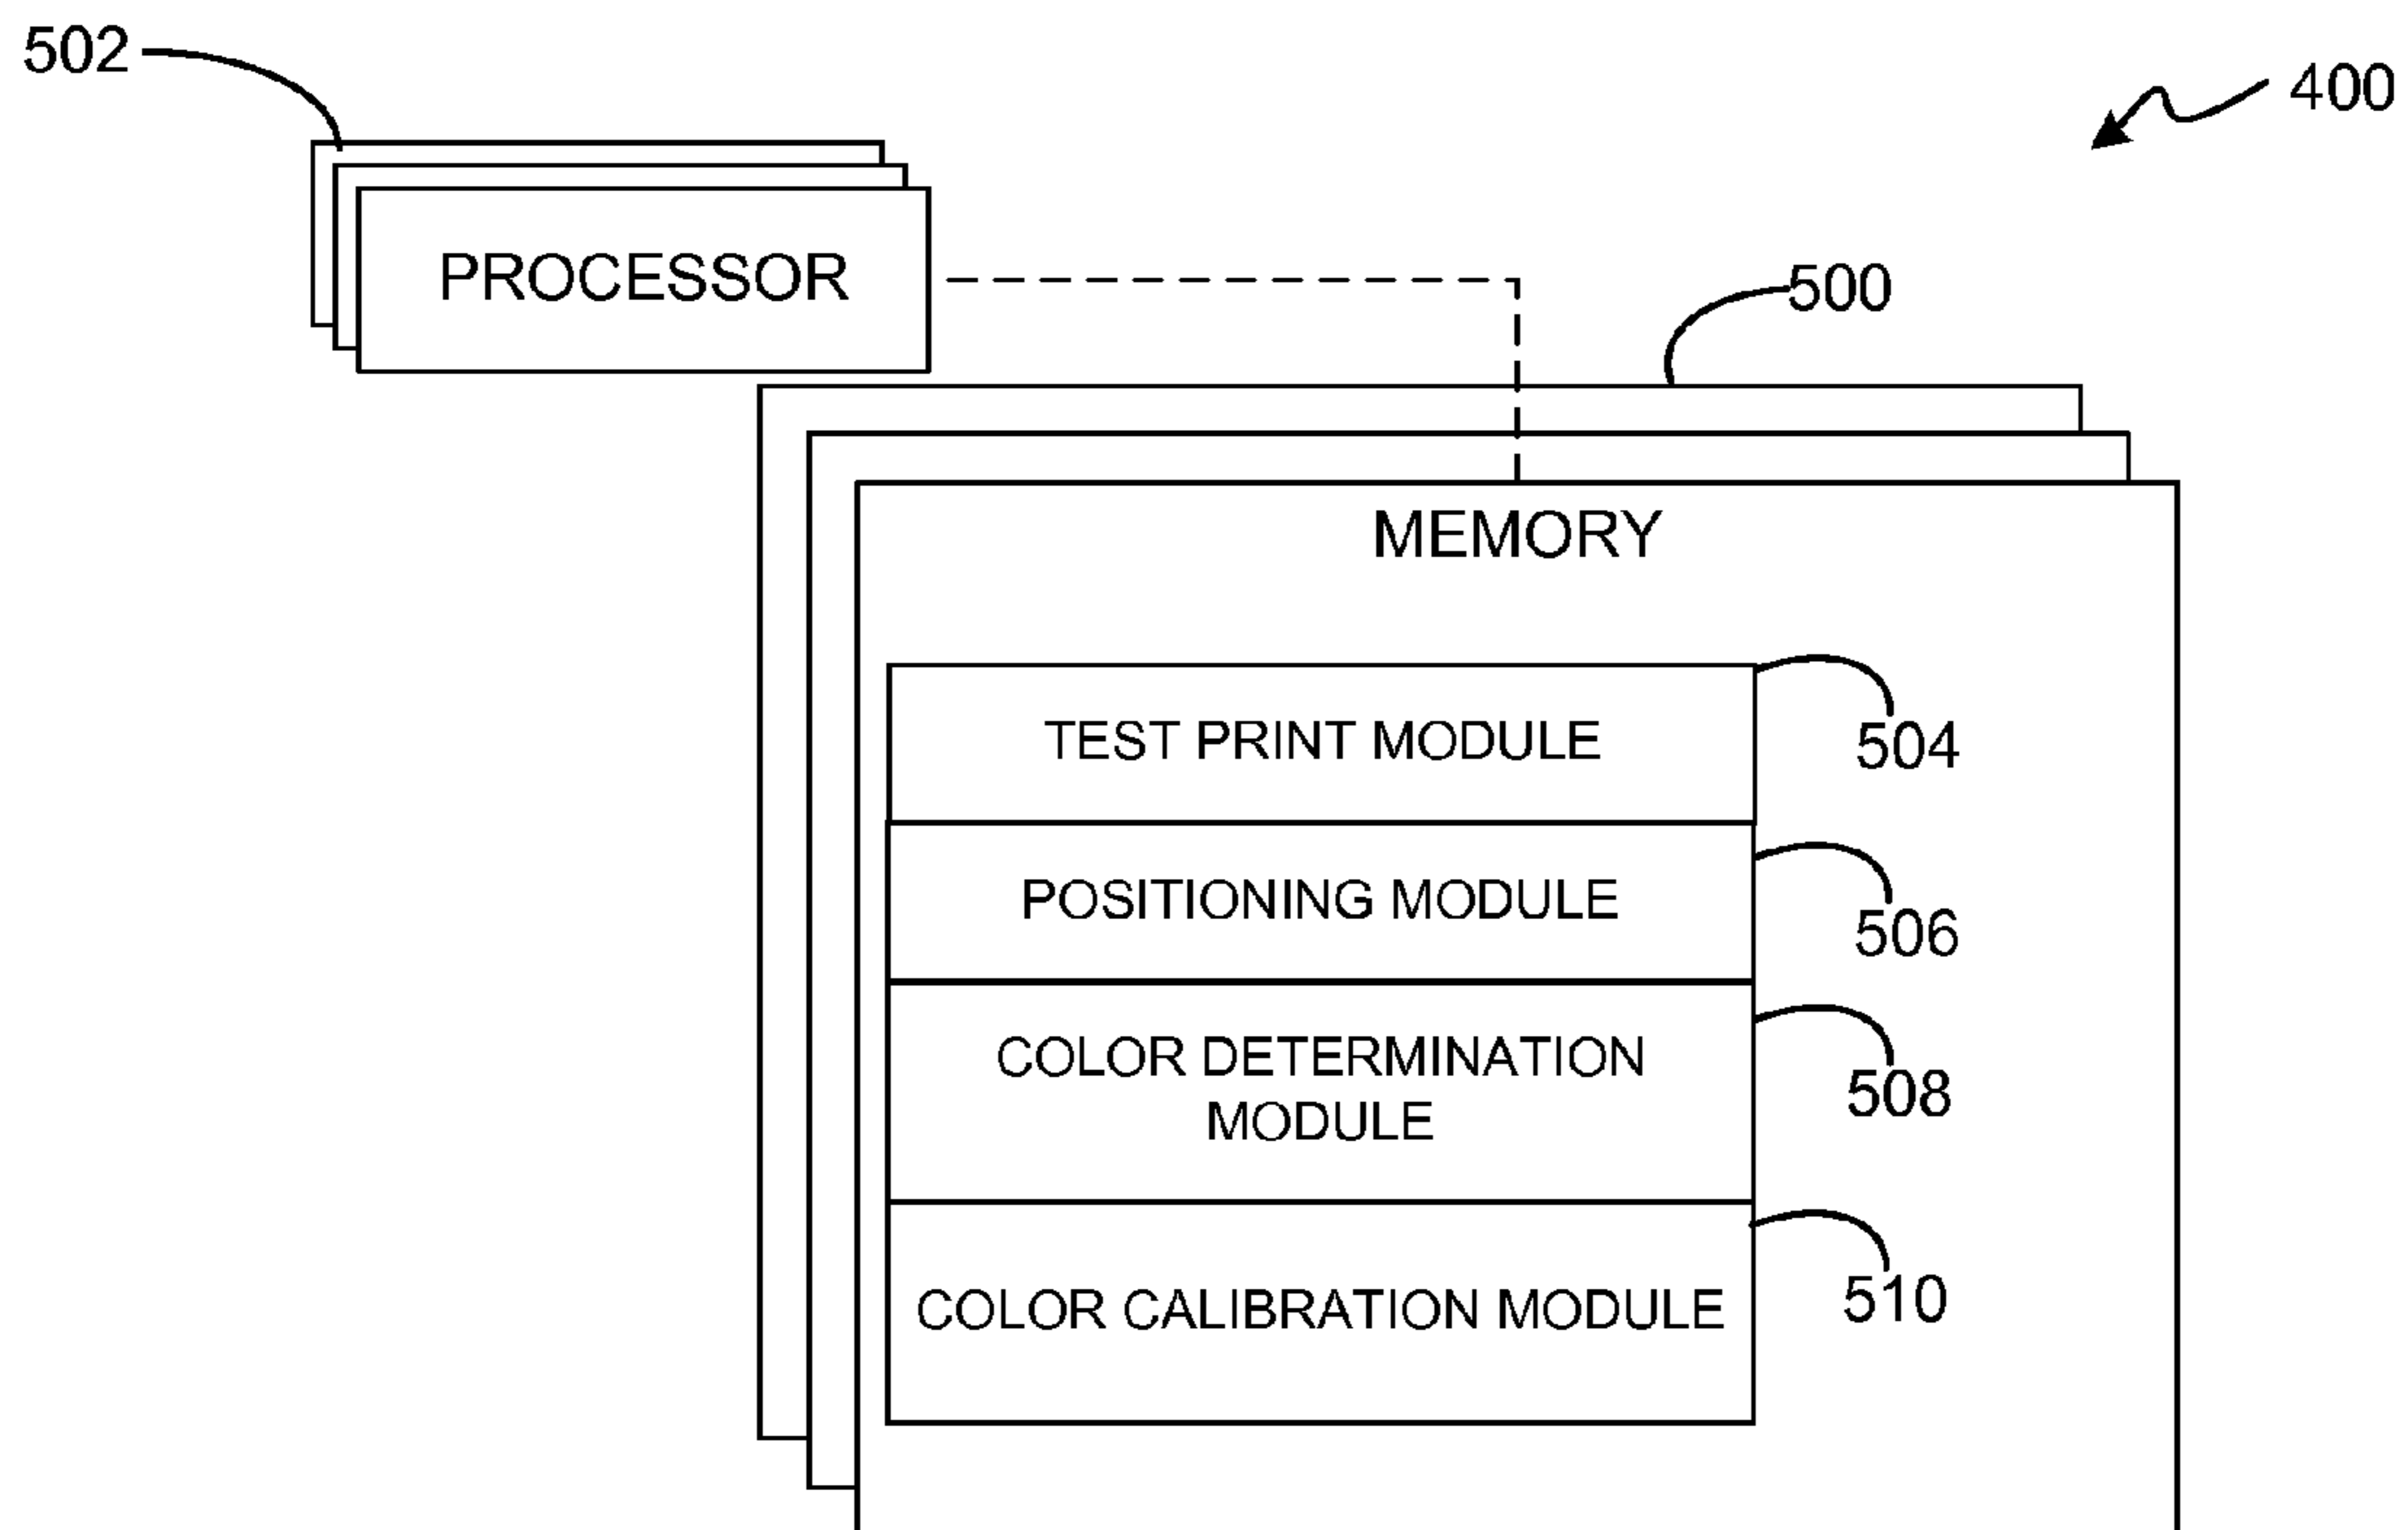 502
400
PROCESSOR
500
MEMORY
TEST PRINT MODULE
504
POSITIONING MODULE
506
COLOR DETERMINATION
MODULE
508
COLOR CALIBRATION MODULE
510